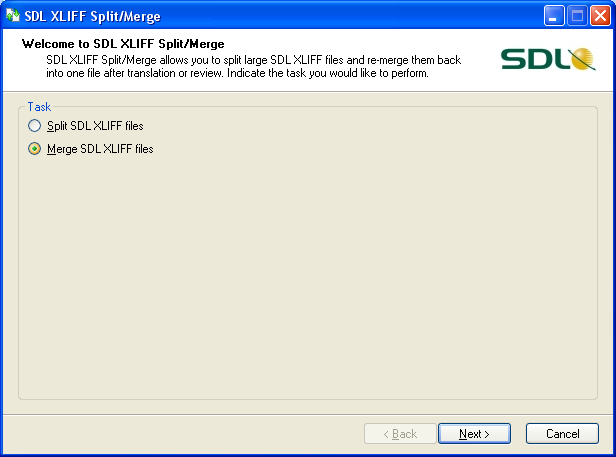 SDL XLIFF Split/Merge
Welcome to SDL XLIFF Split/Merge
SDL XLIFF Split/Merge allows you to split large SDL XLIFF files and re-merge them back
into one file after translation or review. Indicate the task you would like to perform.
SDL
Task
Split SDL XLIFF files
Merge SDL XLIFF files
< Back
Next >
Cancel